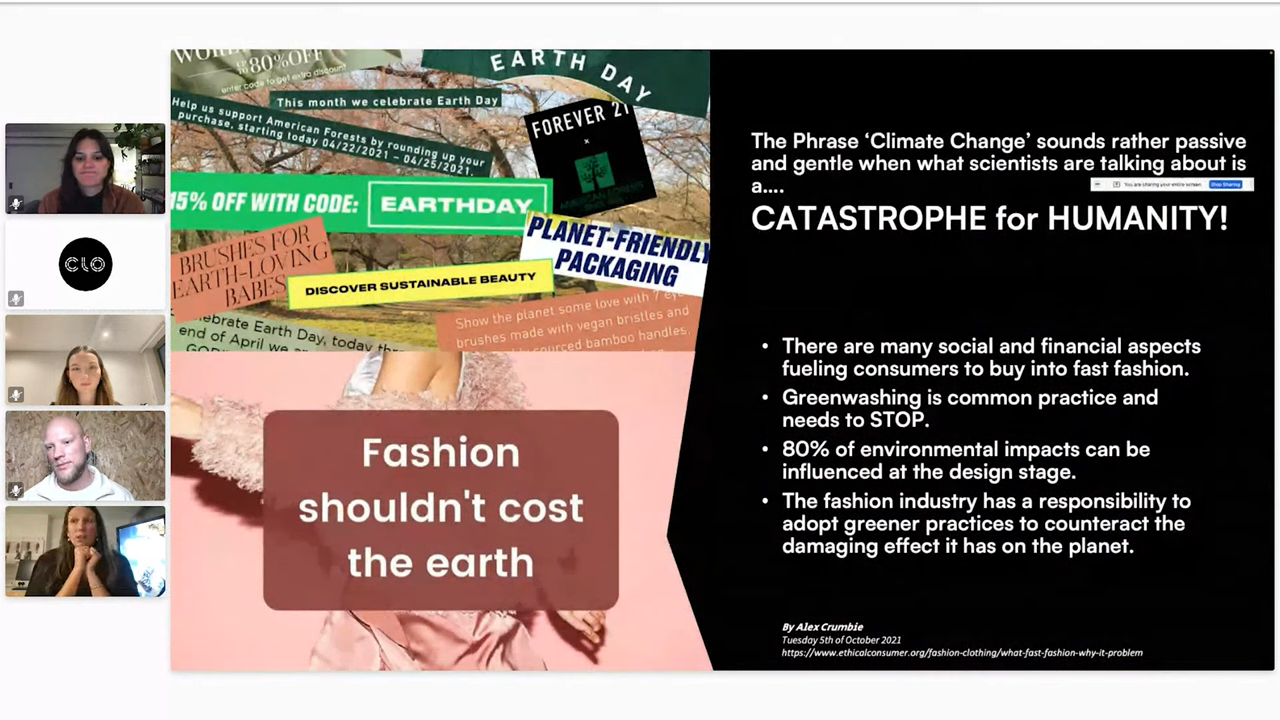 UP TO 80% OFF
enter code to get extra discount
EARTH DAY
This month we celebrate Earth Day
Help us support American Forests by rounding up your
purchase, starting today 04/22/2021 – 04/25/2021.
FOREVER 21
x
15% OFF WITH CODE:
EARTHDAY
PLANET-FRIENDLY
PACKAGING
BRUSHES FOR
EARTH-LOVING
BABES
DISCOVER SUSTAINABLE BEAUTY
Show the planet some love with
brushes made with vegan bristles and
sourced bamboo handles.
Earth Day, today
end of April we
Fashion
shouldn't cost
the earth
CLO
The Phrase ‘Climate Change’ sounds rather passive
and gentle when what scientists are talking about is
a....
You are sharing your entire screen.
Stop Sharing
CATASTROPHE for HUMANITY!
• There are many social and financial aspects
fueling consumers to buy into fast fashion.
• Greenwashing is common practice and
needs to STOP.
• 80% of environmental impacts can be
influenced at the design stage.
• The fashion industry has a responsibility to
adopt greener practices to counteract the
damaging effect it has on the planet.
By Alex Crumbie
Tuesday 5th of October 2021
https://www.ethicalconsumer.org/fashion-clothing/what-fast-fashion-why-it-problem